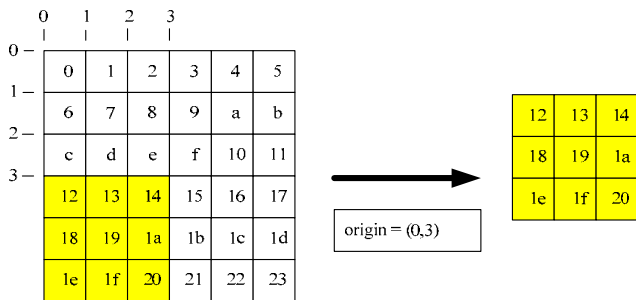 0 1 2 3
0 0 1 2 3 4 5
1 6 7 8 9 a b
2 c d e f 10 11
3 12 13 14 15 16 17
18 19 1a 1b 1c 1d
1e 1f 20 21 22 23
origin = (0,3)
12 13 14
18 19 1a
1e 1f 20